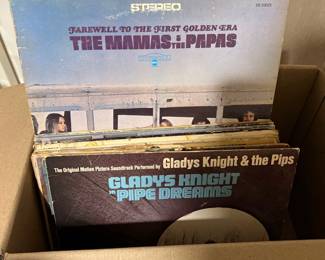 STEREO
FAREWELL TO THE FIRST GOLDEN ERA
THE MAMAS & THE PAPAS
The Original Motion Picture Soundtrack Performed by Gladys Knight & the Pips
GLADYS KNIGHT
in PIPE DREAMS